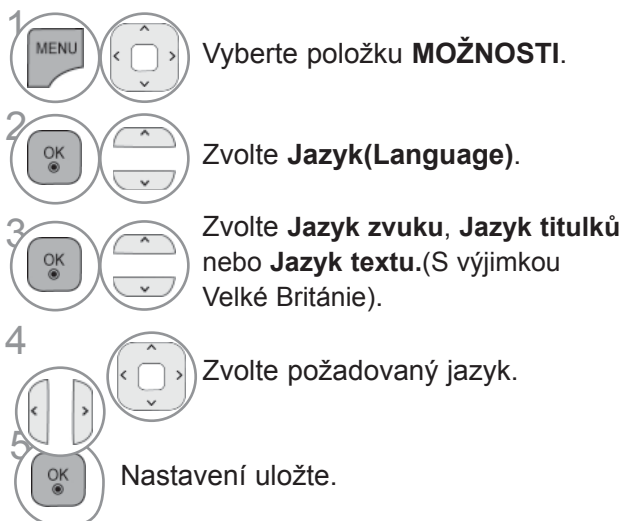 1
MENU
Vyberte položku MOŽNOSTI.
2
OK
Zvolte Jazyk(Language).
3
OK
Zvolte Jazyk zvuku, Jazyk titulků
nebo Jazyk textu.(S výjimkou
Velké Británie).
4
Zvolte požadovaný jazyk.
5
OK
Nastavení uložte.